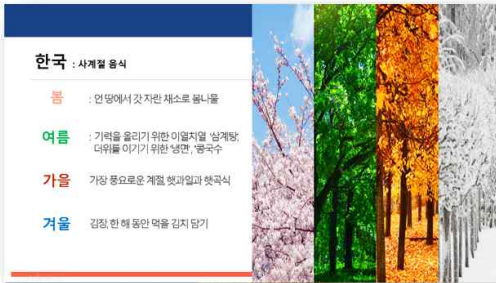 한국 : 사계절 음식
봄 : 언 땅에서 갓 자란 채소로 봄나물
여름 : 기력을 올리기 위한 이열치열 '삼계탕',
더위를 이기기 위한 '냉면', '콩국수
가을 가장 풍요로운 계절, 햇과일과 햇곡식
겨울 김장, 한 해 동안 먹을 김치 담기